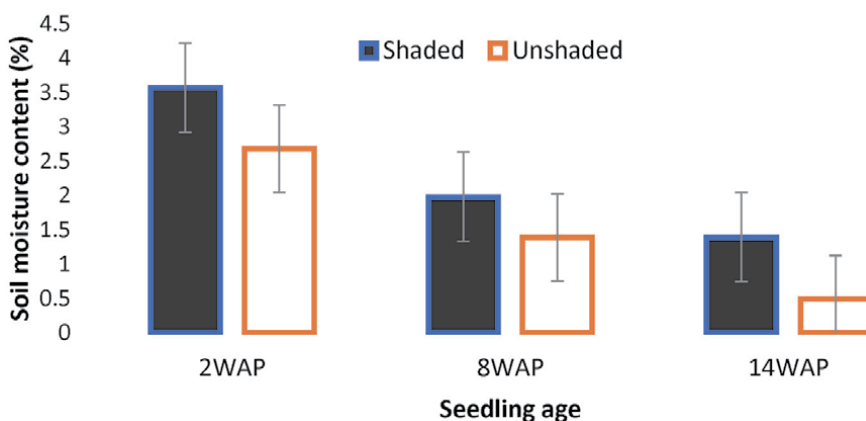 Soil moisture content (%)
4.5
4
3.5
3
2.5
2
1.5
1
0.5
0
Shaded Unshaded
2WAP 8WAP 14WAP
Seedling age